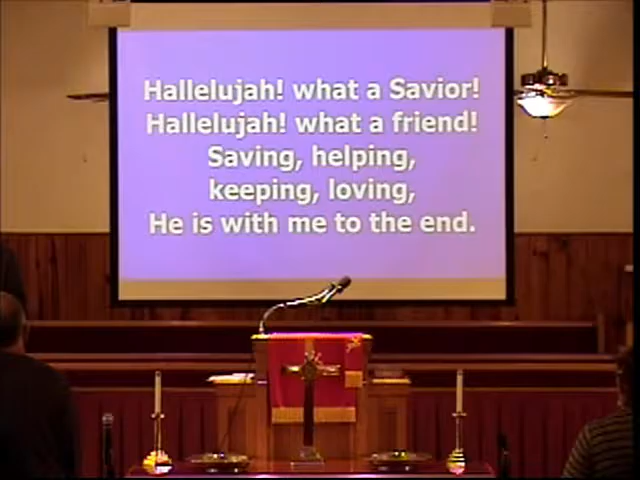 Hallelujah! what a Savior!
Hallelujah! what a friend!
Saving, helping,
keeping, loving,
He is with me to the end.